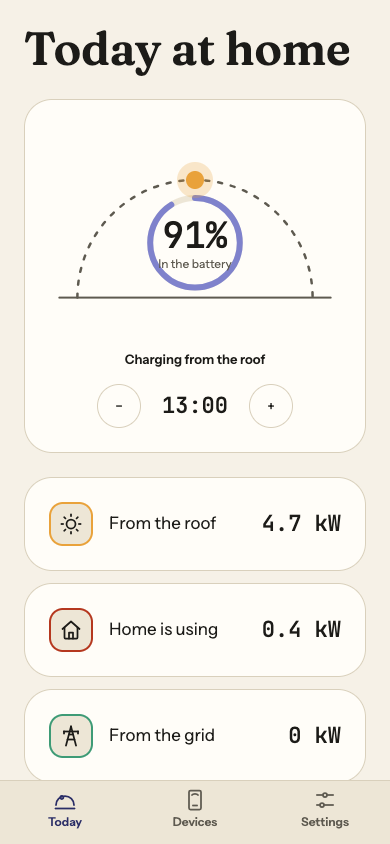 Today at home
91%
In the battery
Charging from the roof
− 13:00 +
From the roof 4.7 kW
Home is using 0.4 kW
From the grid 0 kW
Today Devices Settings